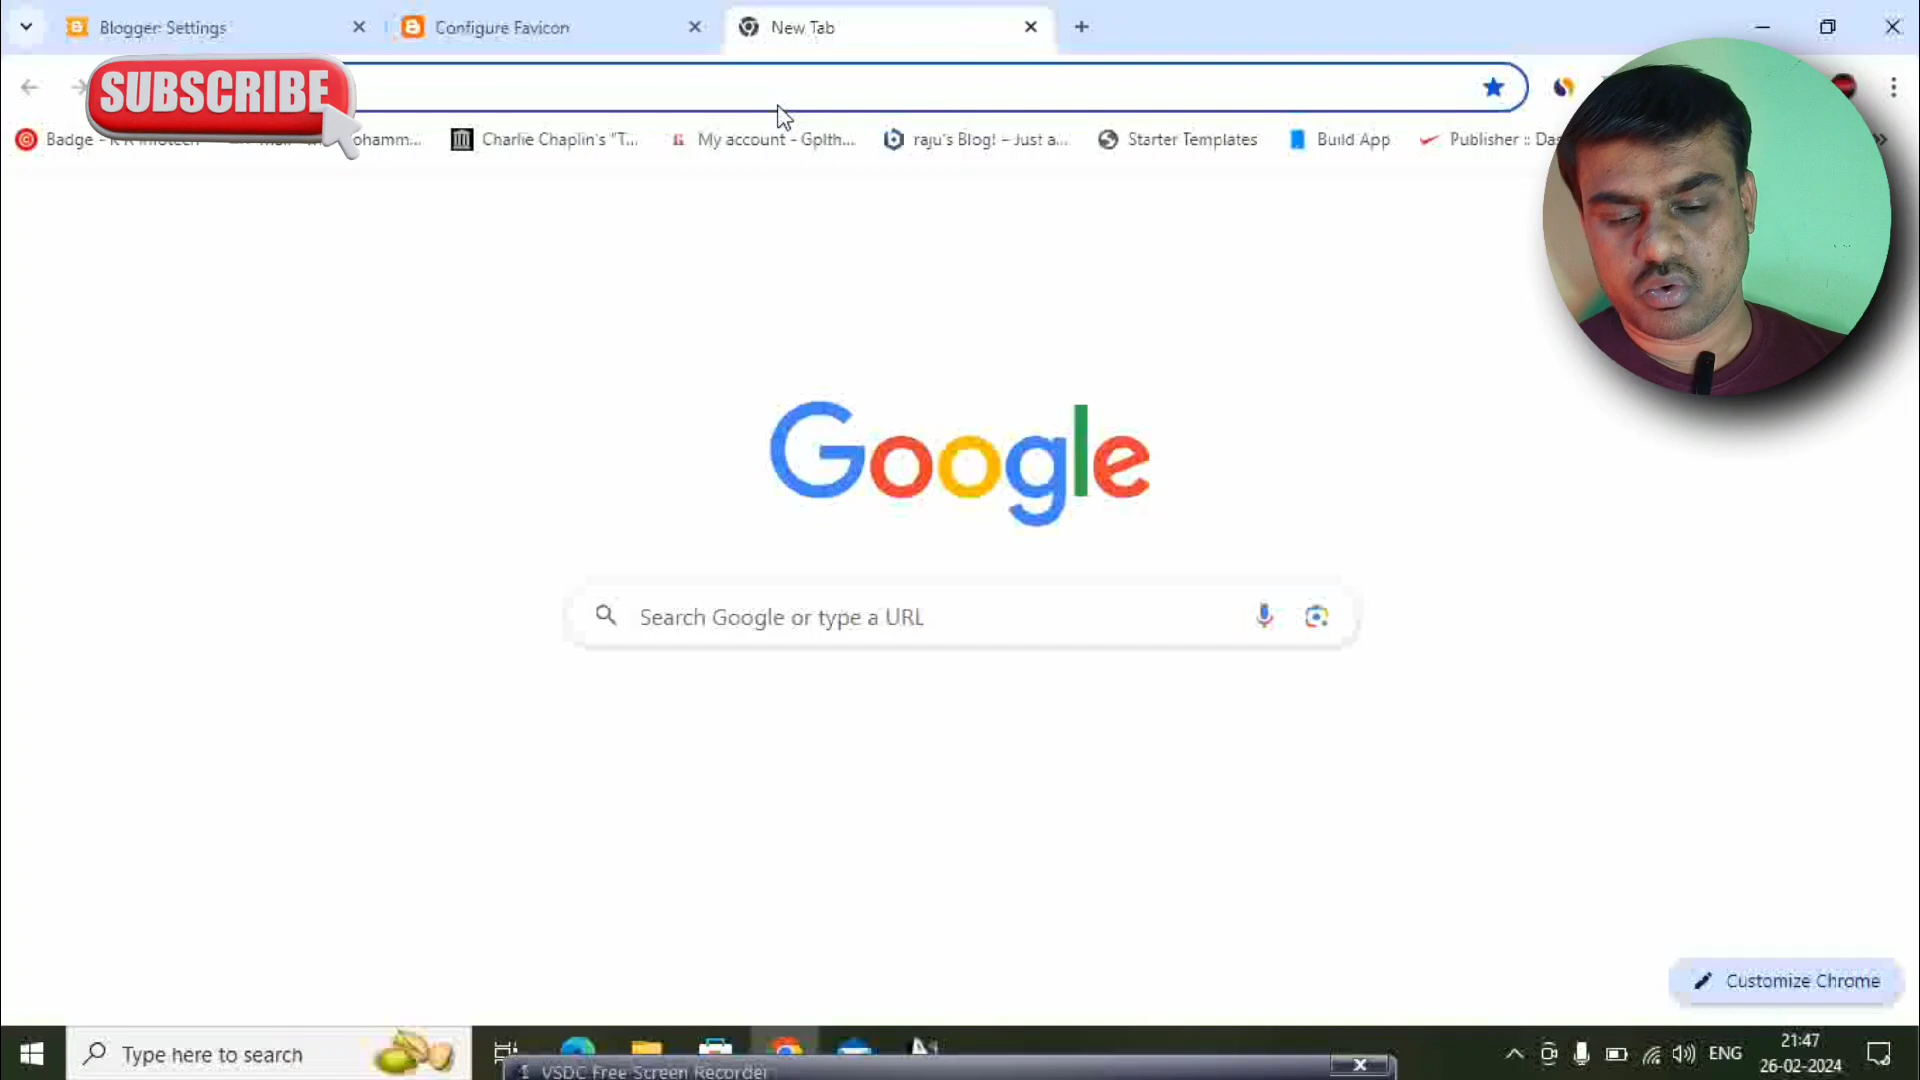 Blogger: Settings
Configure Favicon
New Tab
SUBSCRIBE
Badge - R R Infotech
ohamm...
Charlie Chaplin's "T...
My account - Gplth...
raju's Blog! – Just a...
Starter Templates
Build App
Publisher :: Das
»
Google
Search Google or type a URL
Customize Chrome
Type here to search
VSDC Free Screen Recorder
ENG
21:47
26-02-2024